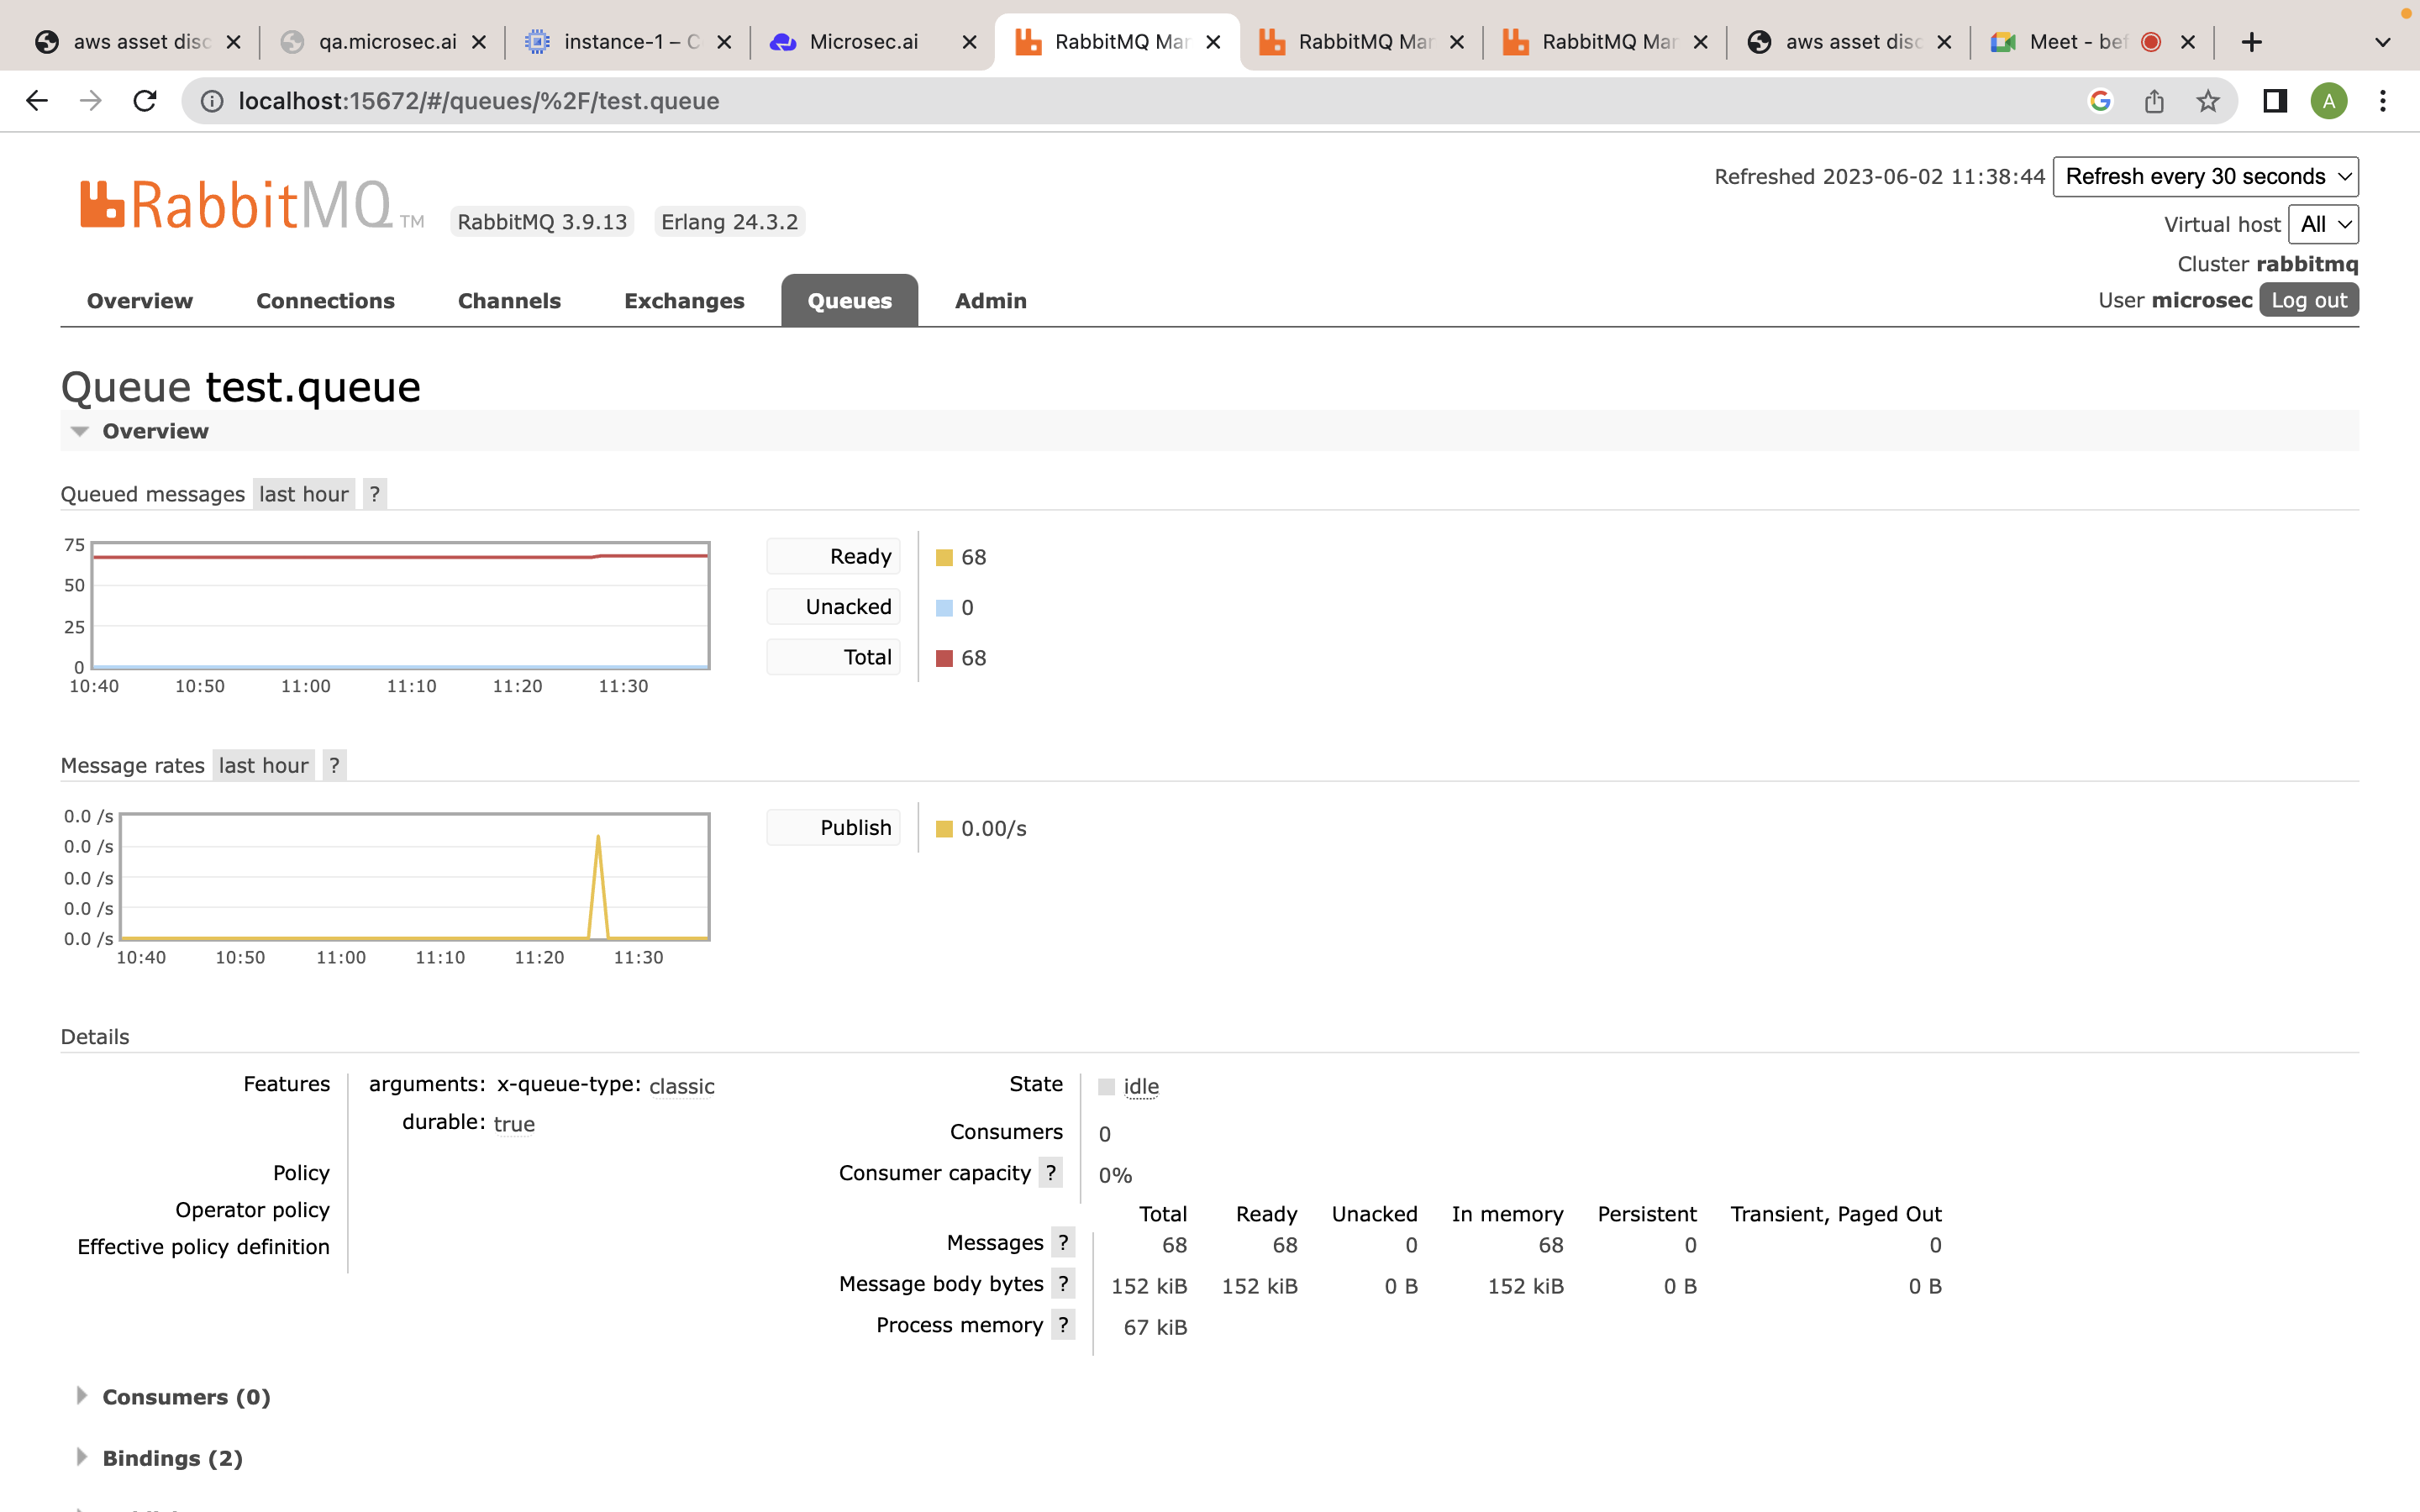 aws asset disc
qa.microsec.ai
instance-1 – C
Microsec.ai
RabbitMQ Mar
RabbitMQ Mar
RabbitMQ Mar
aws asset disc
Meet - bef
localhost:15672/#/queues/%2F/test.queue
A
RabbitMQ TM
RabbitMQ 3.9.13
Erlang 24.3.2
Refreshed 2023-06-02 11:38:44
Refresh every 30 seconds
Virtual host All
Cluster rabbitmq
User microsec Log out
Overview
Connections
Channels
Exchanges
Queues
Admin
Queue test.queue
Overview
Queued messages last hour ?
75
50
25
0
10:40 10:50 11:00 11:10 11:20 11:30
Ready 68
Unacked 0
Total 68
Message rates last hour ?
0.0 /s
0.0 /s
0.0 /s
0.0 /s
0.0 /s
10:40 10:50 11:00 11:10 11:20 11:30
Publish 0.00/s
Details
Features
arguments: x-queue-type: classic
durable: true
Policy
Operator policy
Effective policy definition
State idle
Consumers 0
Consumer capacity ? 0%
Total Ready Unacked In memory Persistent Transient, Paged Out
Messages ? 68 68 0 68 0 0
Message body bytes ? 152 kiB 152 kiB 0 B 152 kiB 0 B 0 B
Process memory ? 67 kiB
Consumers (0)
Bindings (2)